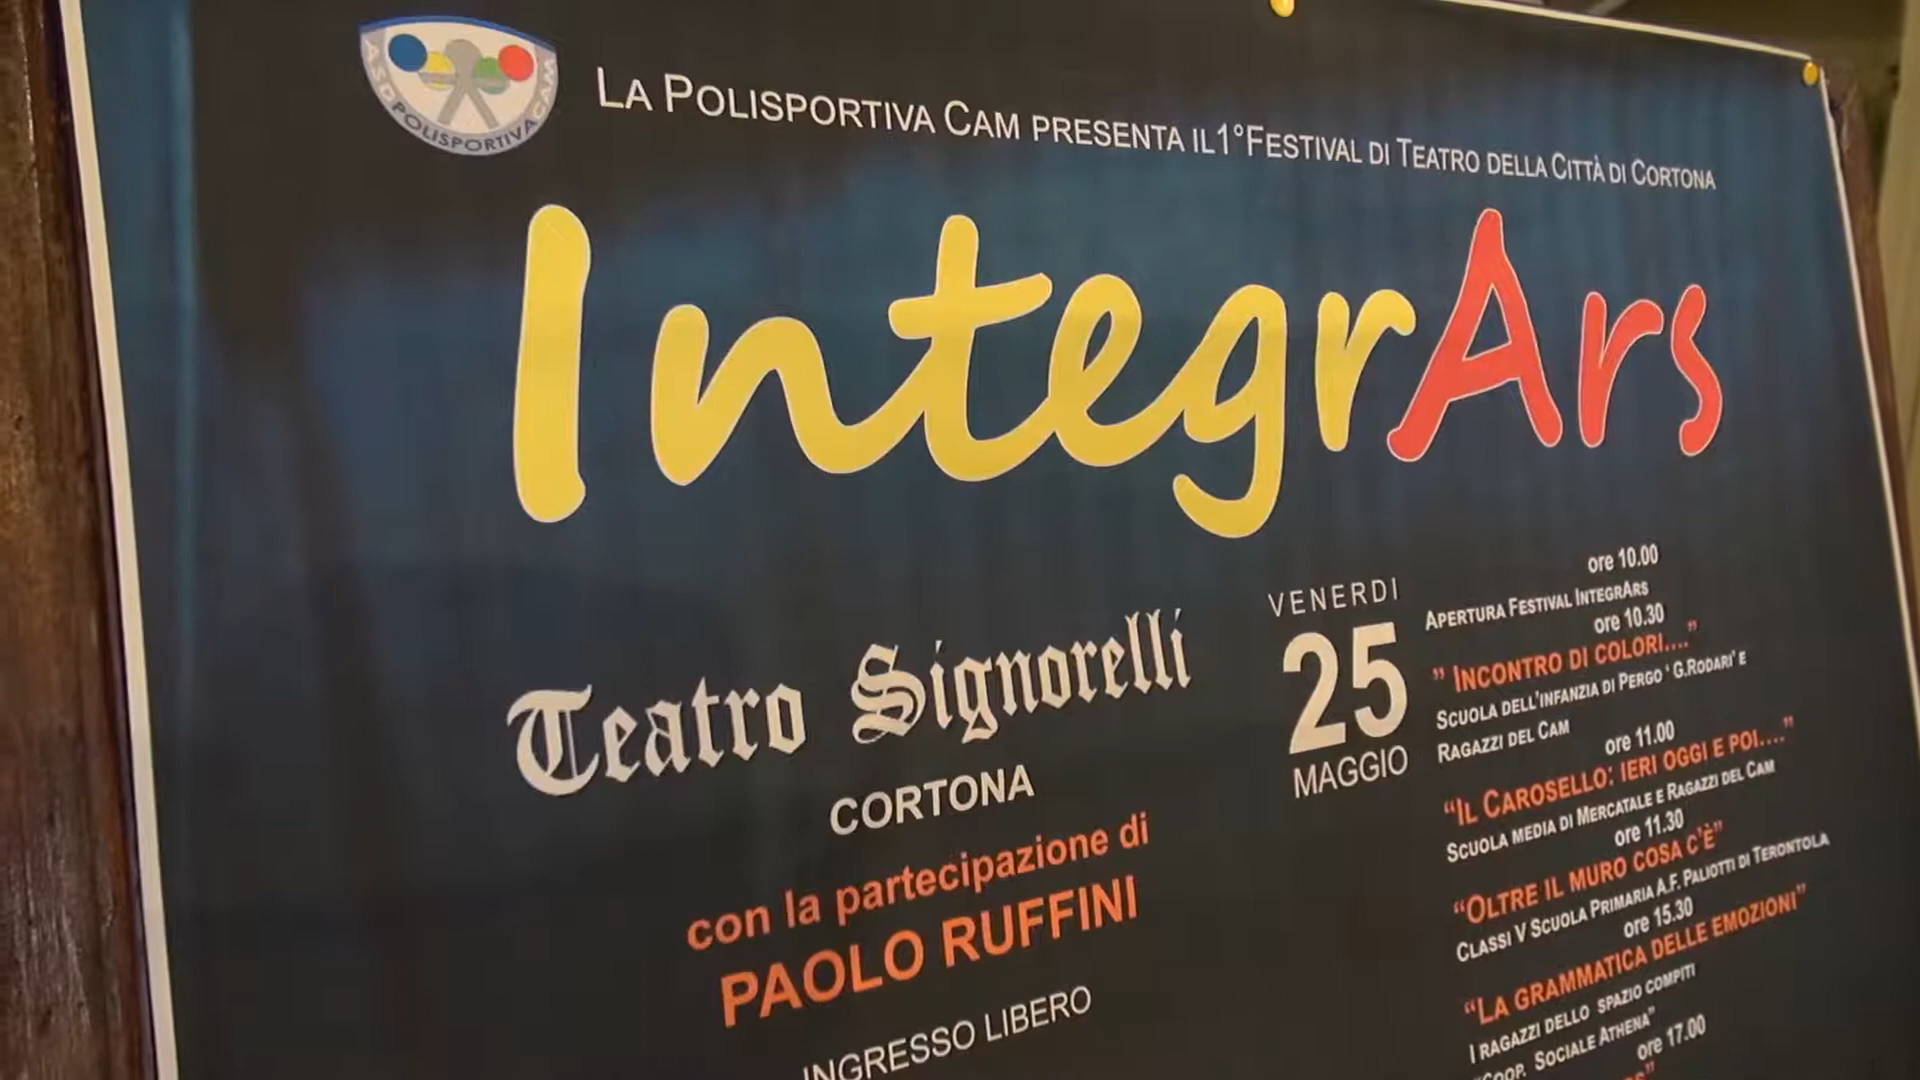 ASD POLISPORTIVA CAM
LA POLISPORTIVA CAM PRESENTA IL1°FESTIVAL DI TEATRO DELLA CITTÀ DI CORTONA
IntegrArs
Teatro Signorelli
CORTONA
con la partecipazione di
PAOLO RUFFINI
INGRESSO LIBERO
VENERDI
25
MAGGIO
ore 10.00
APERTURA FESTIVAL INTEGRARS
ore 10.30
” INCONTRO DI COLORI....”
SCUOLA DELL'INFANZIA DI PERGO ‘ G.RODARI’ E
RAGAZZI DEL CAM
ore 11.00
“IL CAROSELLO: IERI OGGI E POI....”
SCUOLA MEDIA DI MERCATALE E RAGAZZI DEL CAM
ore 11.30
“OLTRE IL MURO COSA C'È”
CLASSI V SCUOLA PRIMARIA A.F. PALIOTTI DI TERONTOLA
ore 15.30
“LA GRAMMATICA DELLE EMOZIONI”
I RAGAZZI DELLO SPAZIO COMPITI
“COOP. SOCIALE ATHENA”
ore 17.00